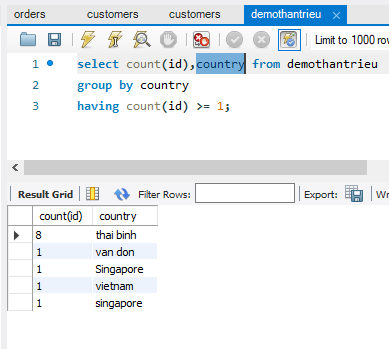 orders customers customers demothantrieu
Limit to 1000 row
1 select count(id),country from demothantrieu
2 group by country
3 having count(id) >= 1;
Result Grid Filter Rows: Export: Wr
count(id) country
8 thai binh
1 van don
1 Singapore
1 vietnam
1 singapore